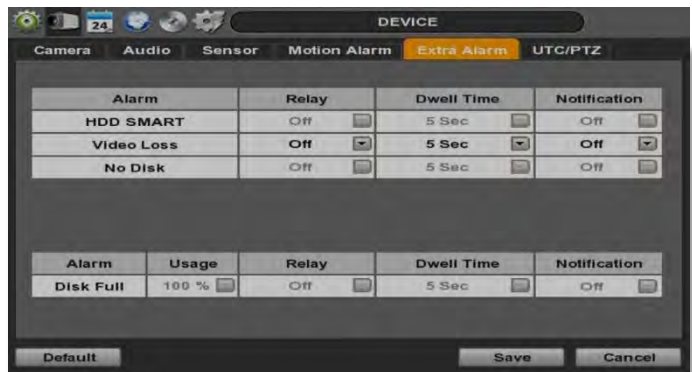 24
DEVICE
Camera Audio Sensor Motion Alarm Extra Alarm UTC/PTZ
Alarm Relay Dwell Time Notification
HDD SMART Off 5 Sec Off
Video Loss Off 5 Sec Off
No Disk Off 5 Sec Off
Alarm Usage Relay Dwell Time Notification
Disk Full 100 % Off 5 Sec Off
Default Save Cancel